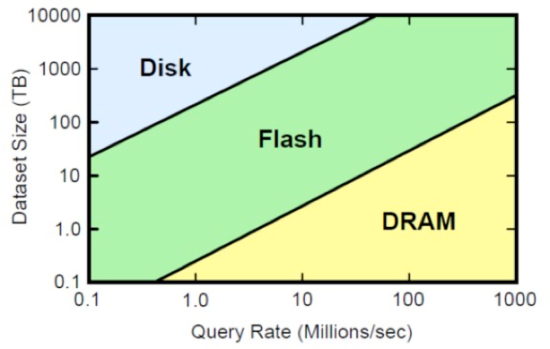 10000
1000
100
10
1.0
0.1
Dataset Size (TB)
Disk
Flash
DRAM
0.1 1.0 10 100 1000
Query Rate (Millions/sec)